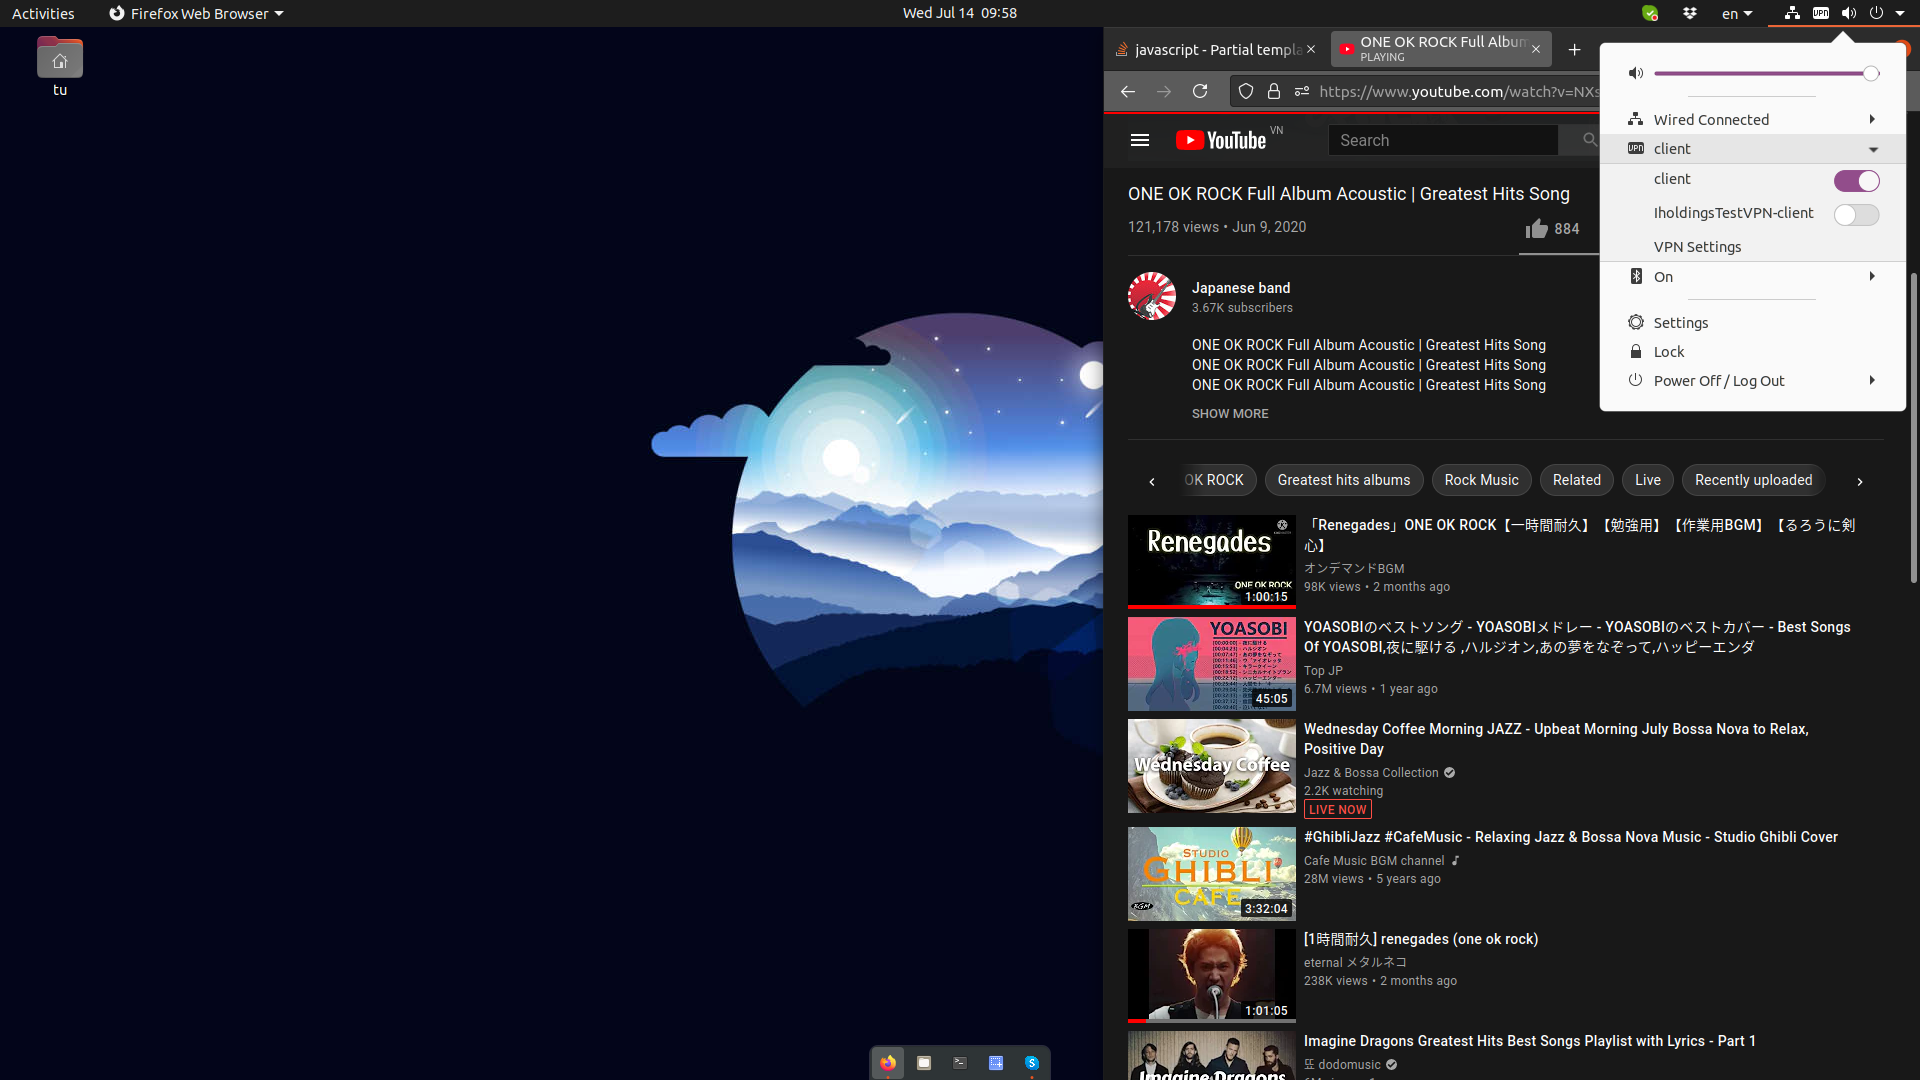 Activities
Firefox Web Browser
Wed Jul 14 09:58
en
VPN
tu
javascript - Partial templa
ONE OK ROCK Full Album
PLAYING
https://www.youtube.com/watch?v=NXs
YouTube
VN
Search
ONE OK ROCK Full Album Acoustic | Greatest Hits Song
121,178 views • Jun 9, 2020
884
Japanese band
3.67K subscribers
ONE OK ROCK Full Album Acoustic | Greatest Hits Song
ONE OK ROCK Full Album Acoustic | Greatest Hits Song
ONE OK ROCK Full Album Acoustic | Greatest Hits Song
SHOW MORE
Wired Connected
VPN
client
client
IholdingsTestVPN-client
VPN Settings
On
Settings
Lock
Power Off / Log Out
OK ROCK
Greatest hits albums
Rock Music
Related
Live
Recently uploaded
Renegades
ONE OK ROCK
1:00:15
「Renegades」ONE OK ROCK【一時間耐久】【勉強用】【作業用BGM】【るろうに剣
心】
オンデマンドBGM
98K views • 2 months ago
YOASOBI
45:05
YOASOBIのベストソング - YOASOBIメドレー - YOASOBIのベストカバー - Best Songs
Of YOASOBI,夜に駆ける ,ハルジオン,あの夢をなぞって,ハッピーエンダ
Top JP
6.7M views • 1 year ago
Wednesday Coffee
Wednesday Coffee Morning JAZZ - Upbeat Morning July Bossa Nova to Relax,
Positive Day
Jazz & Bossa Collection
2.2K watching
LIVE NOW
STUDIO
GHIBLI
CAFE
BGM
3:32:04
#GhibliJazz #CafeMusic - Relaxing Jazz & Bossa Nova Music - Studio Ghibli Cover
Cafe Music BGM channel
28M views • 5 years ago
1:01:05
[1時間耐久] renegades (one ok rock)
eternal メタルネコ
238K views • 2 months ago
Imagine Dragons
Imagine Dragons Greatest Hits Best Songs Playlist with Lyrics - Part 1
또 dodomusic